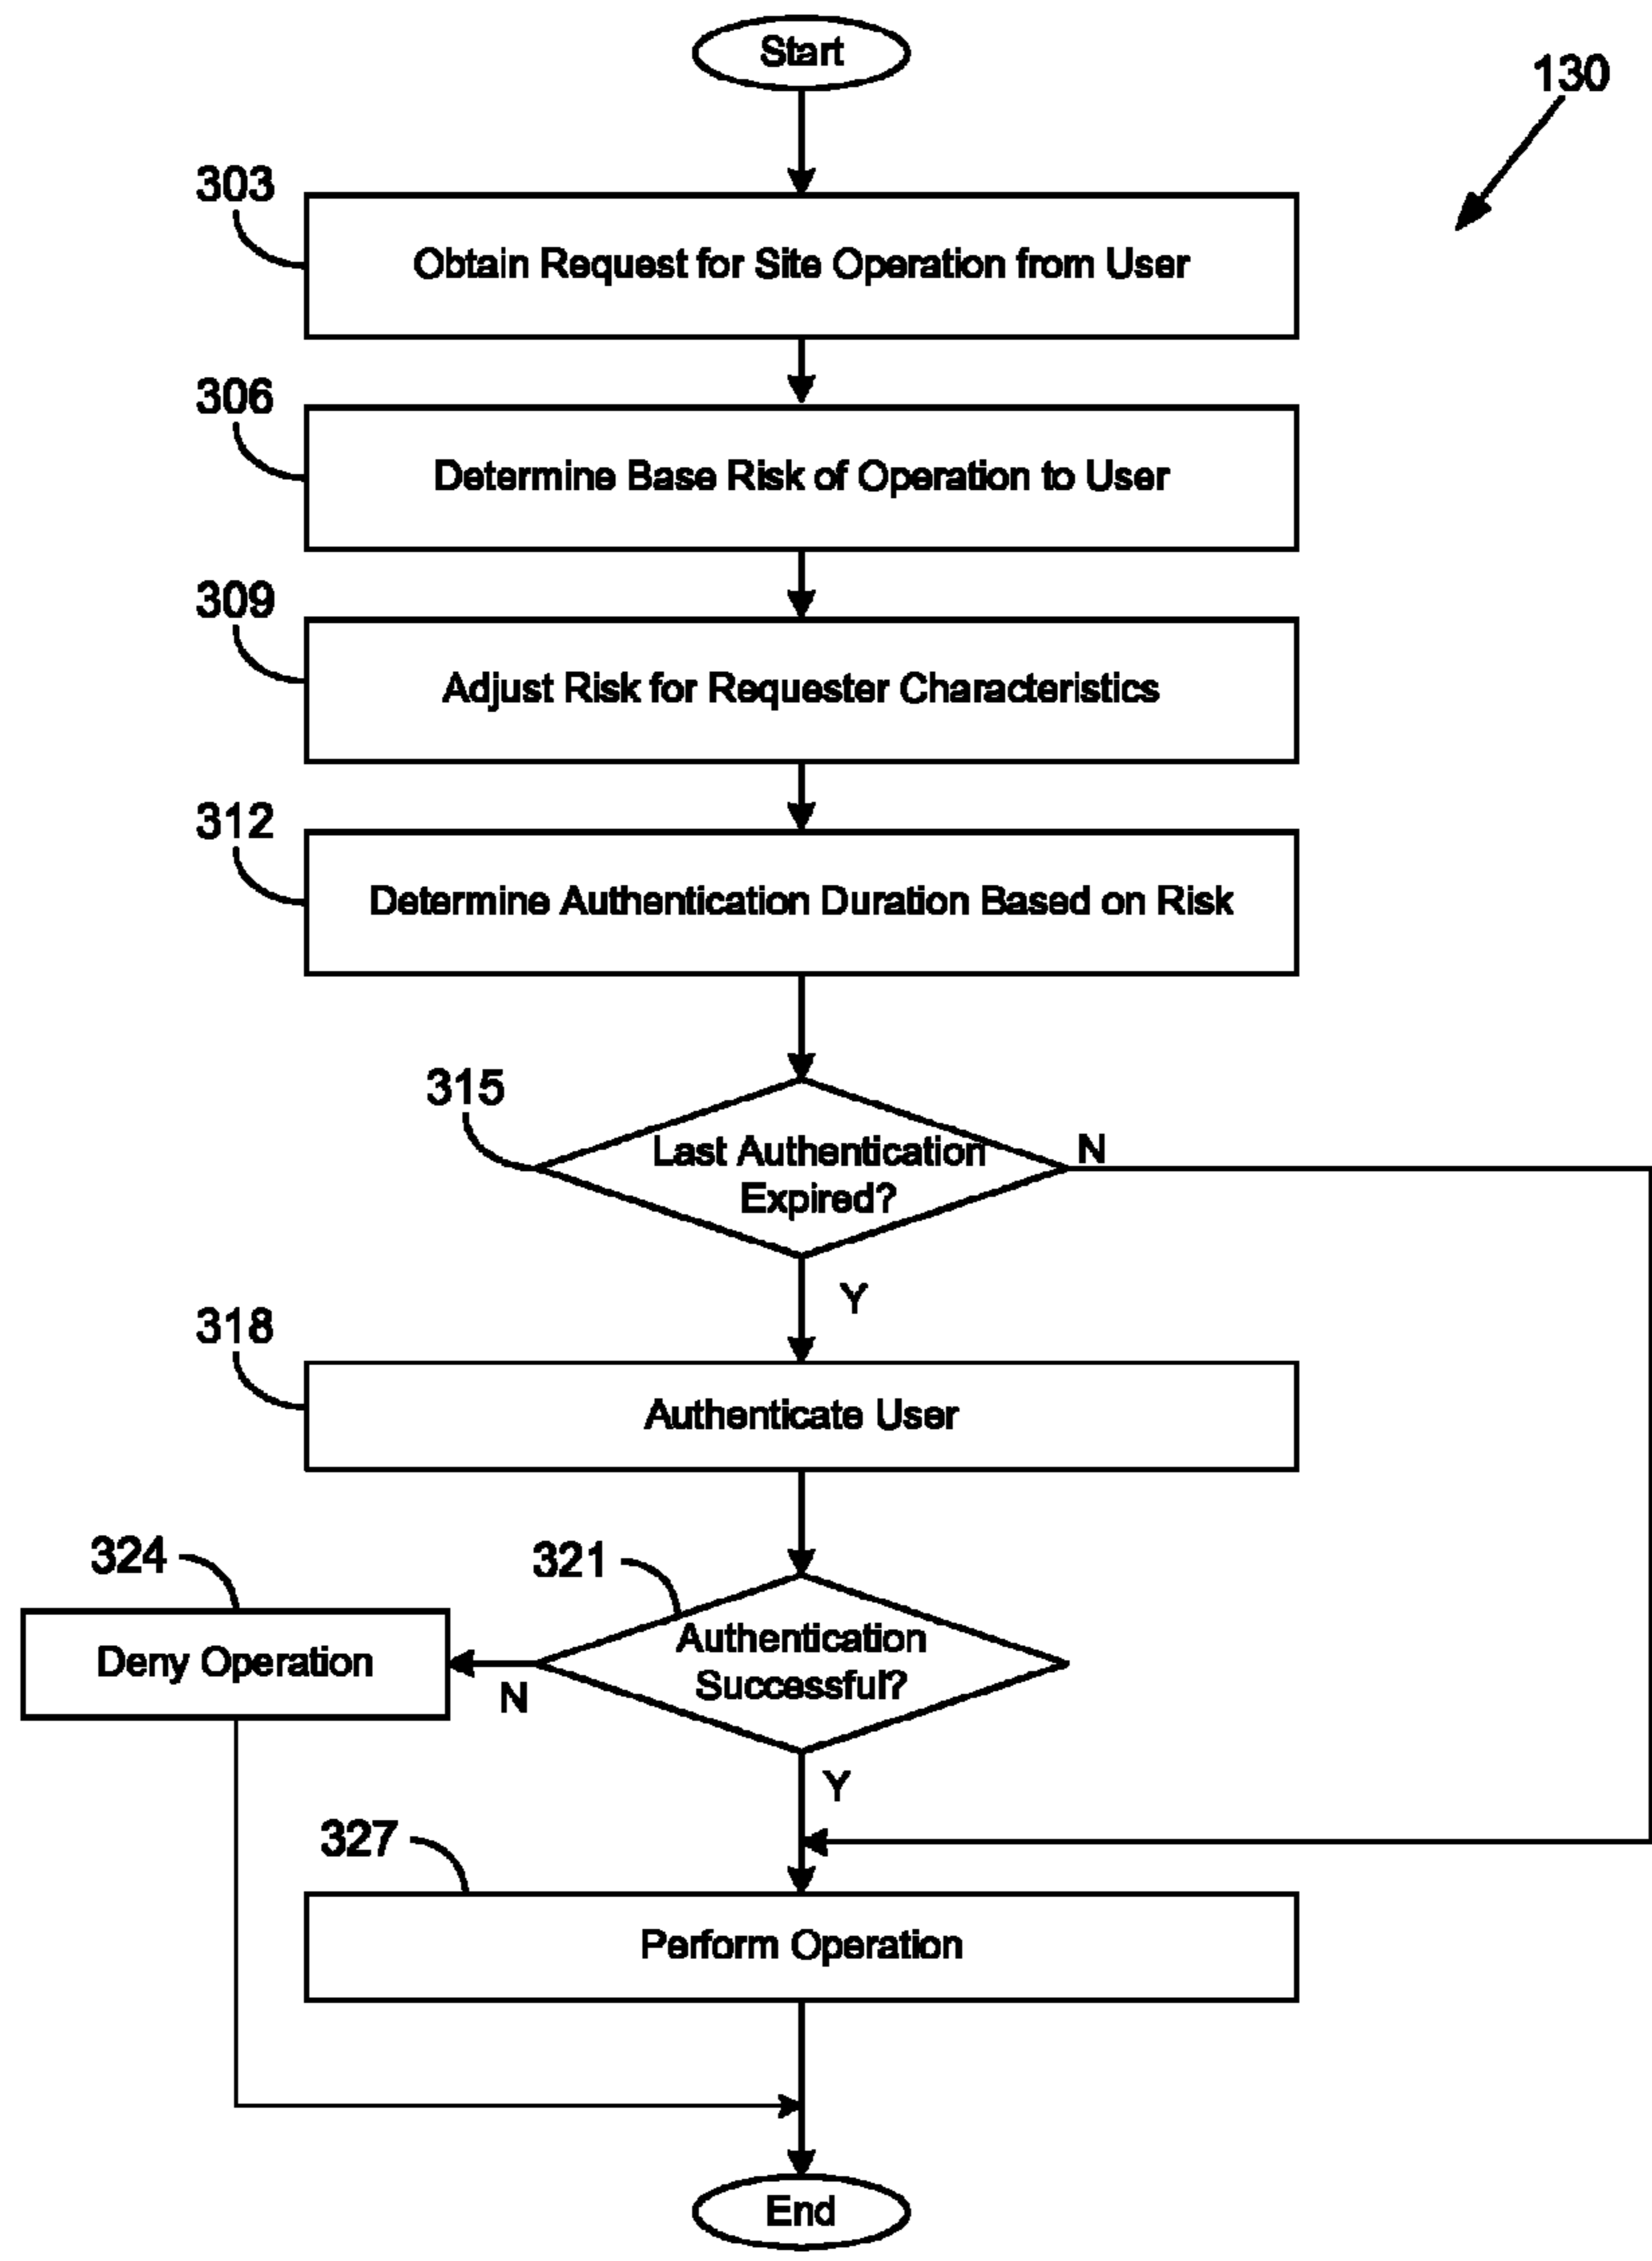 Start
130
303
Obtain Request for Site Operation from User
306
Determine Base Risk of Operation to User
309
Adjust Risk for Requester Characteristics
312
Determine Authentication Duration Based on Risk
315
Last Authentication
Expired?
N
Y
318
Authenticate User
324
321
Deny Operation
Authentication
Successful?
N
Y
327
Perform Operation
End